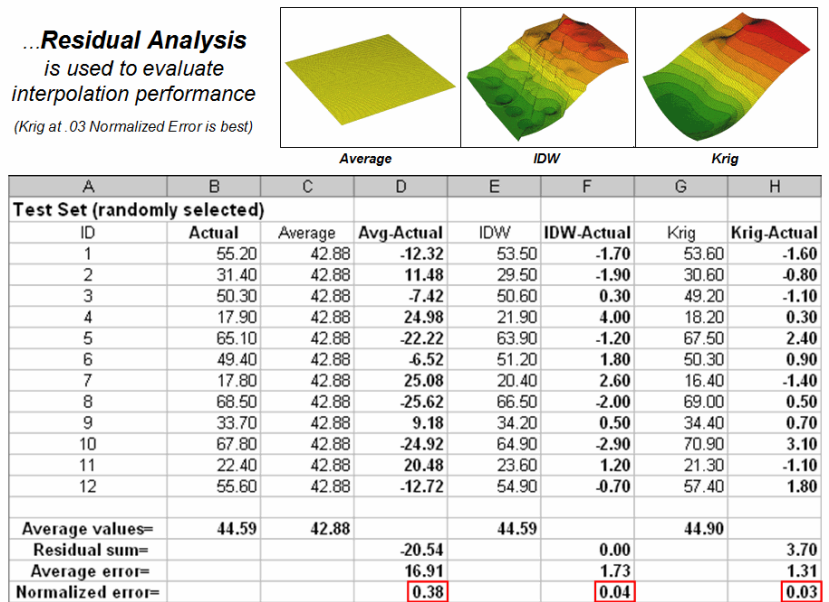 ...Residual Analysis
is used to evaluate
interpolation performance
(Krig at .03 Normalized Error is best)
Average IDW Krig
A B C D E F G H
Test Set (randomly selected)
ID Actual Average Avg-Actual IDW IDW-Actual Krig Krig-Actual
1 55.20 42.88 -12.32 53.50 -1.70 53.60 -1.60
2 31.40 42.88 11.48 29.50 -1.90 30.60 -0.80
3 50.30 42.88 -7.42 50.60 0.30 49.20 -1.10
4 17.90 42.88 24.98 21.90 4.00 18.20 0.30
5 65.10 42.88 -22.22 63.90 -1.20 67.50 2.40
6 49.40 42.88 -6.52 51.20 1.80 50.30 0.90
7 17.80 42.88 25.08 20.40 2.60 16.40 -1.40
8 68.50 42.88 -25.62 66.50 -2.00 69.00 0.50
9 33.70 42.88 9.18 34.20 0.50 34.40 0.70
10 67.80 42.88 -24.92 64.90 -2.90 70.90 3.10
11 22.40 42.88 20.48 23.60 1.20 21.30 -1.10
12 55.60 42.88 -12.72 54.90 -0.70 57.40 1.80
Average values= 44.59 42.88 44.59 44.90
Residual sum= -20.54 0.00 3.70
Average error= 16.91 1.73 1.31
Normalized error= 0.38 0.04 0.03